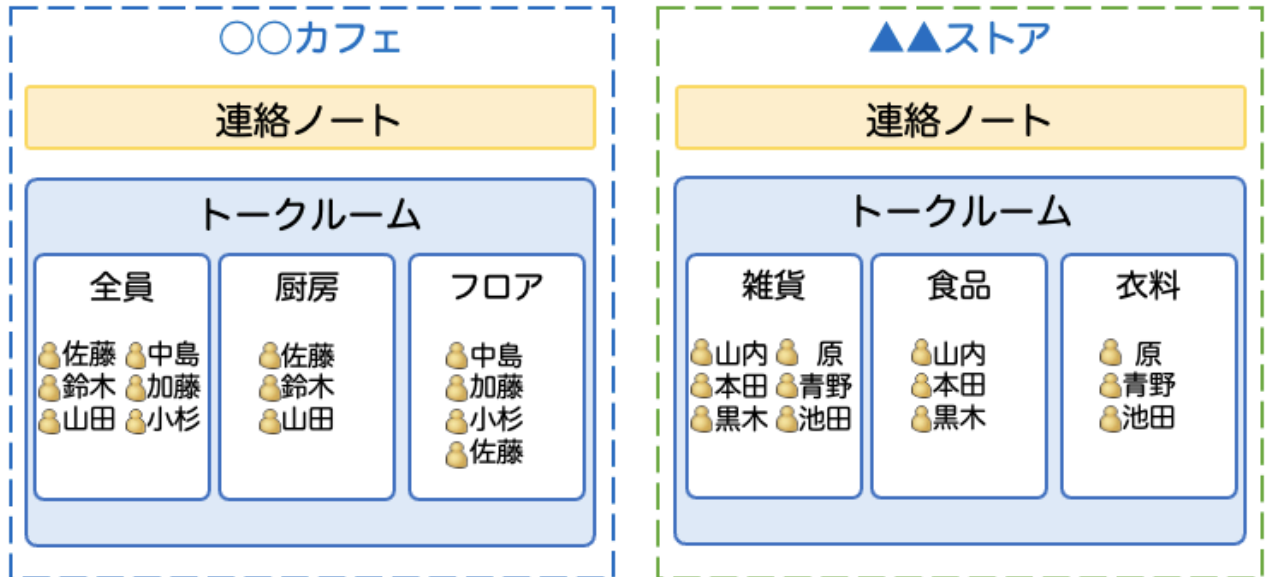 ○○カフェ
連絡ノート
トークルーム
全員
佐藤 中島
鈴木 加藤
山田 小杉
厨房
佐藤
鈴木
山田
フロア
中島
加藤
小杉
佐藤
▲▲ストア
連絡ノート
トークルーム
雑貨
山内 原
本田 青野
黒木 池田
食品
山内
本田
黒木
衣料
原
青野
池田